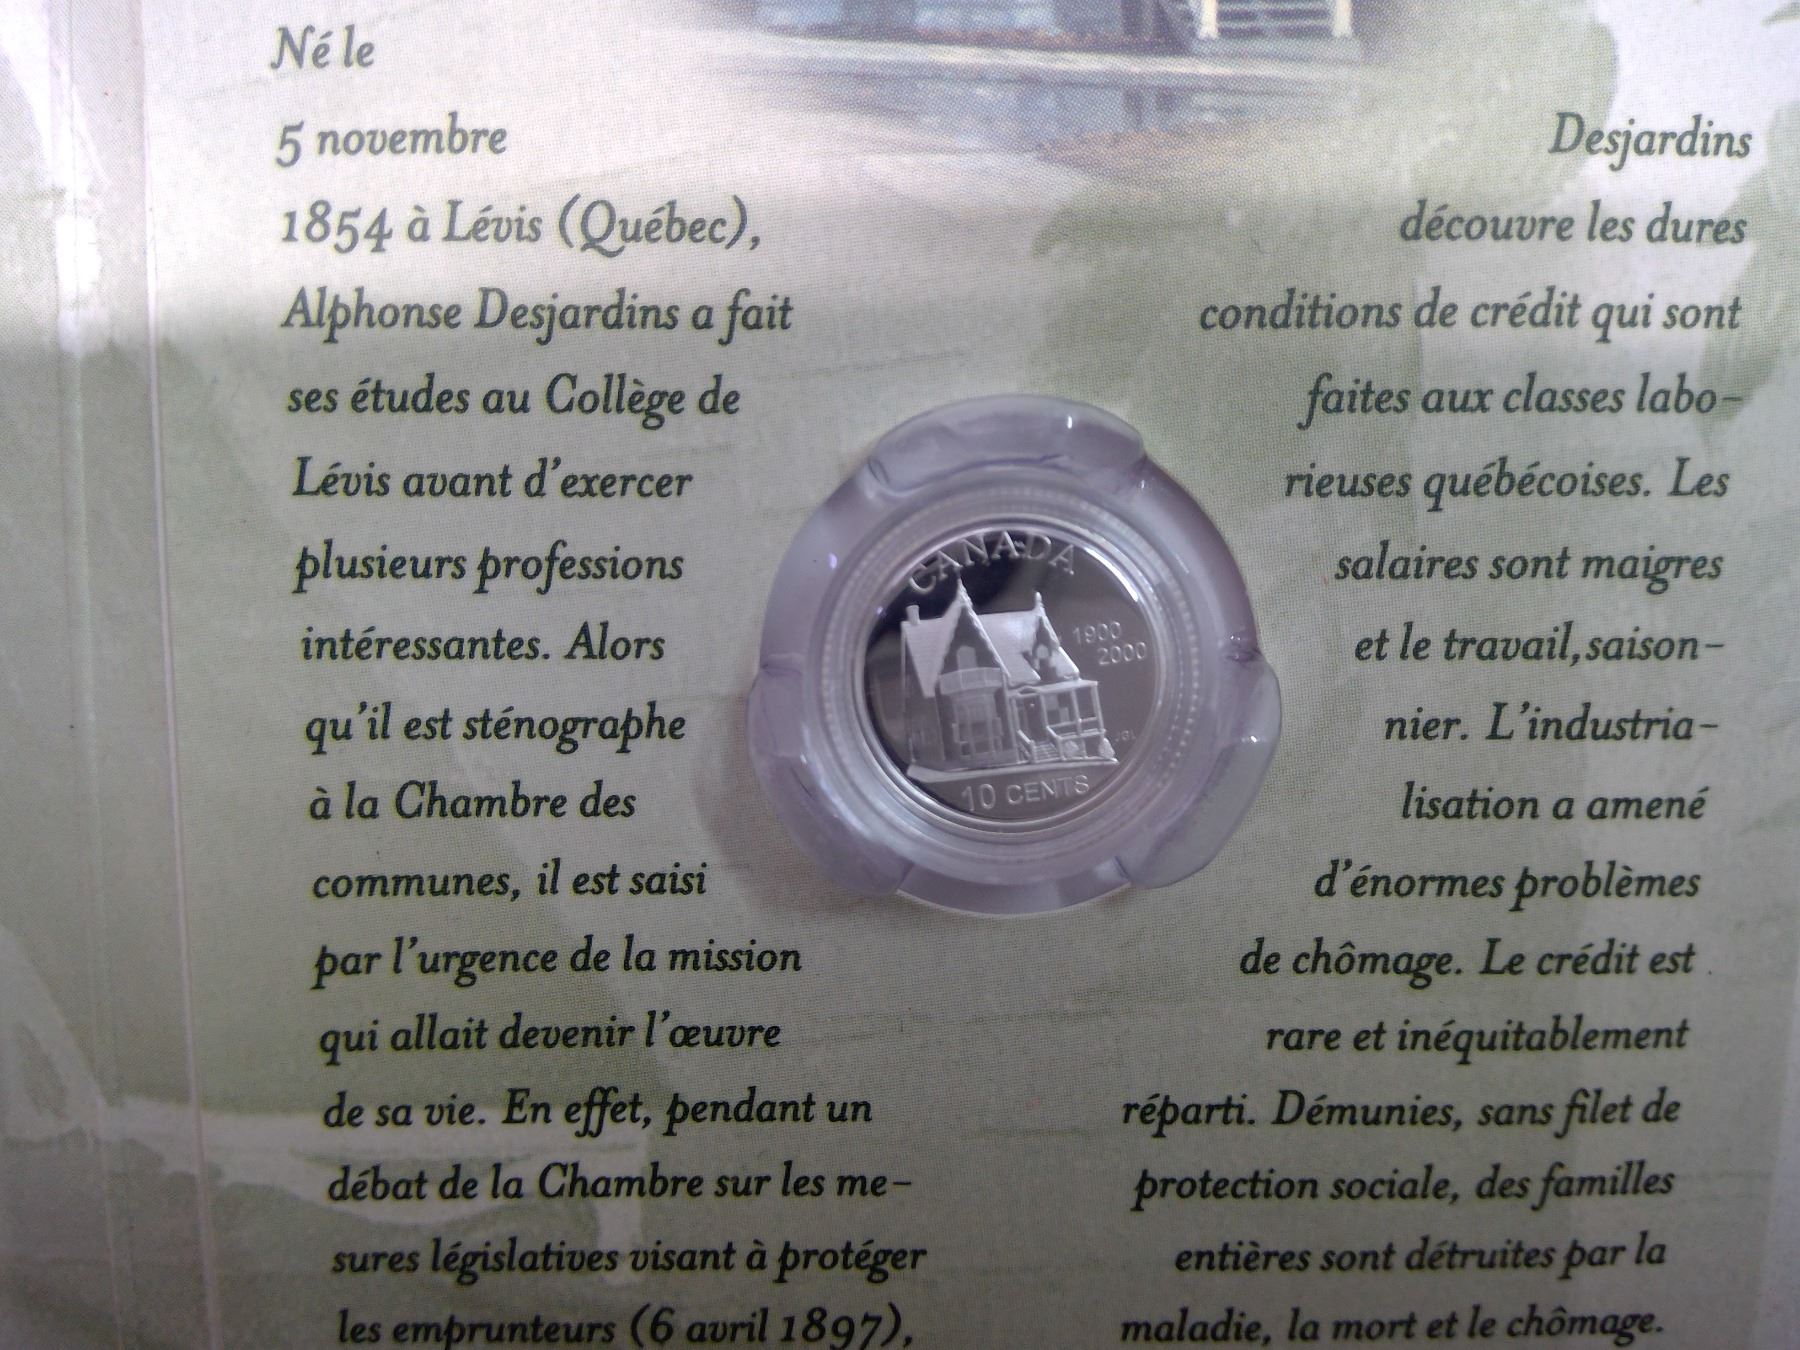 Né le
5 novembre
1854 à Lévis (Québec),
Alphonse Desjardins a fait
ses études au Collège de
Lévis avant d'exercer
plusieurs professions
intéressantes. Alors
qu'il est sténographe
à la Chambre des
communes, il est saisi
par l'urgence de la mission
qui allait devenir l'œuvre
de sa vie. En effet, pendant un
débat de la Chambre sur les me-
sures législatives visant à protéger
les emprunteurs (6 avril 1897),
CANADA
1900
2000
JGL
10 CENTS
Desjardins
découvre les dures
conditions de crédit qui sont
faites aux classes labo-
rieuses québécoises. Les
salaires sont maigres
et le travail, saison-
nier. L'industria-
lisation a amené
d'énormes problèmes
de chômage. Le crédit est
rare et inéquitablement
réparti. Démunies, sans filet de
protection sociale, des familles
entières sont détruites par la
maladie, la mort et le chômage.